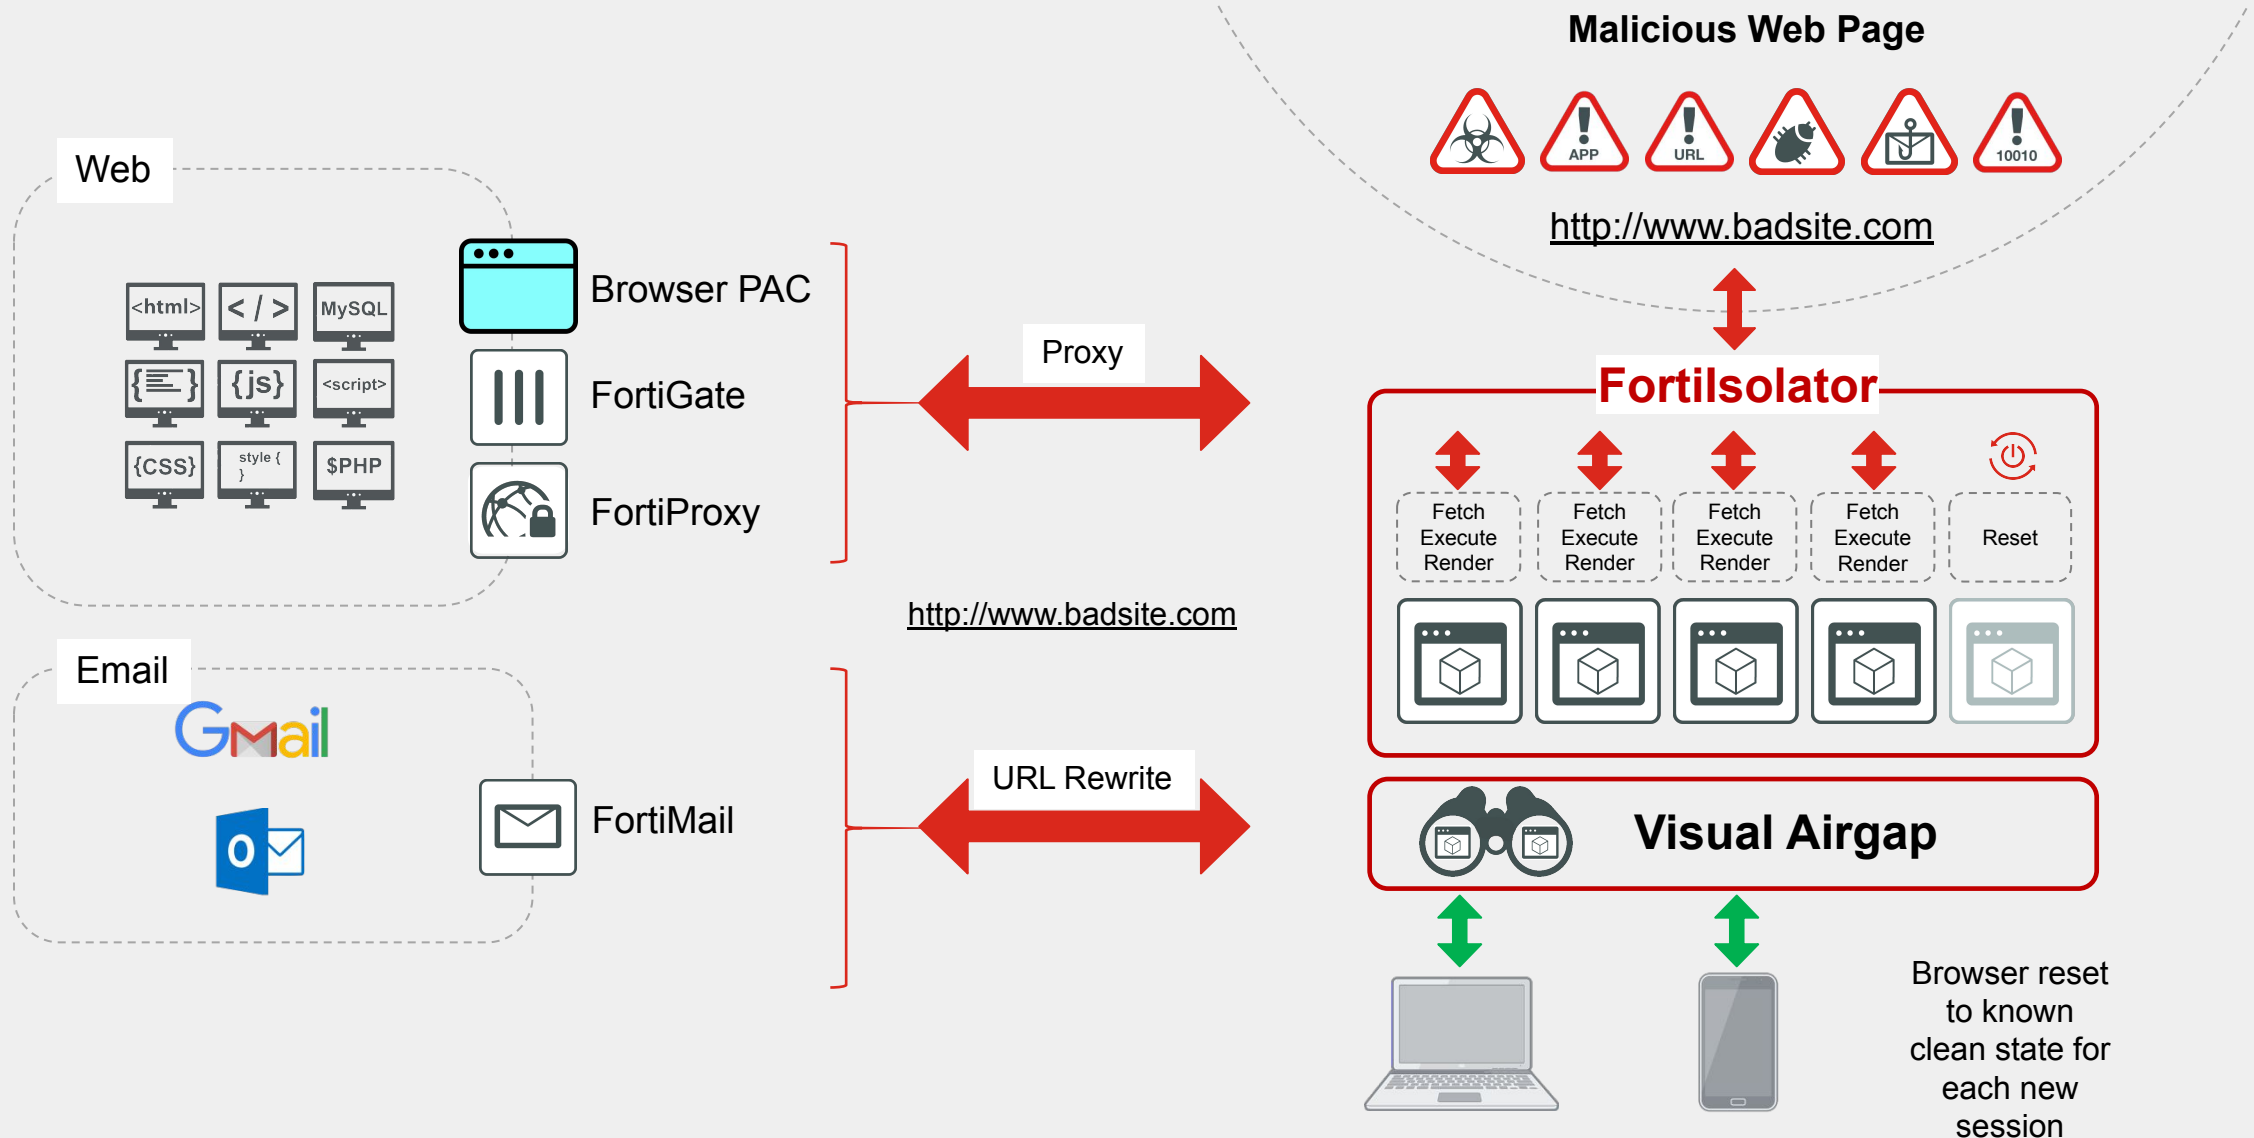 Malicious Web Page
APP
URL
10010
http://www.badsite.com
Web
<html>
</>
MySQL
{ }
{js}
<script>
{CSS}
style {
}
$PHP
Browser PAC
FortiGate
FortiProxy
Proxy
http://www.badsite.com
Email
Gmail
O
FortiMail
URL Rewrite
FortiIsolator
Fetch
Execute
Render
Fetch
Execute
Render
Fetch
Execute
Render
Fetch
Execute
Render
Reset
Visual Airgap
Browser reset
to known
clean state for
each new
session